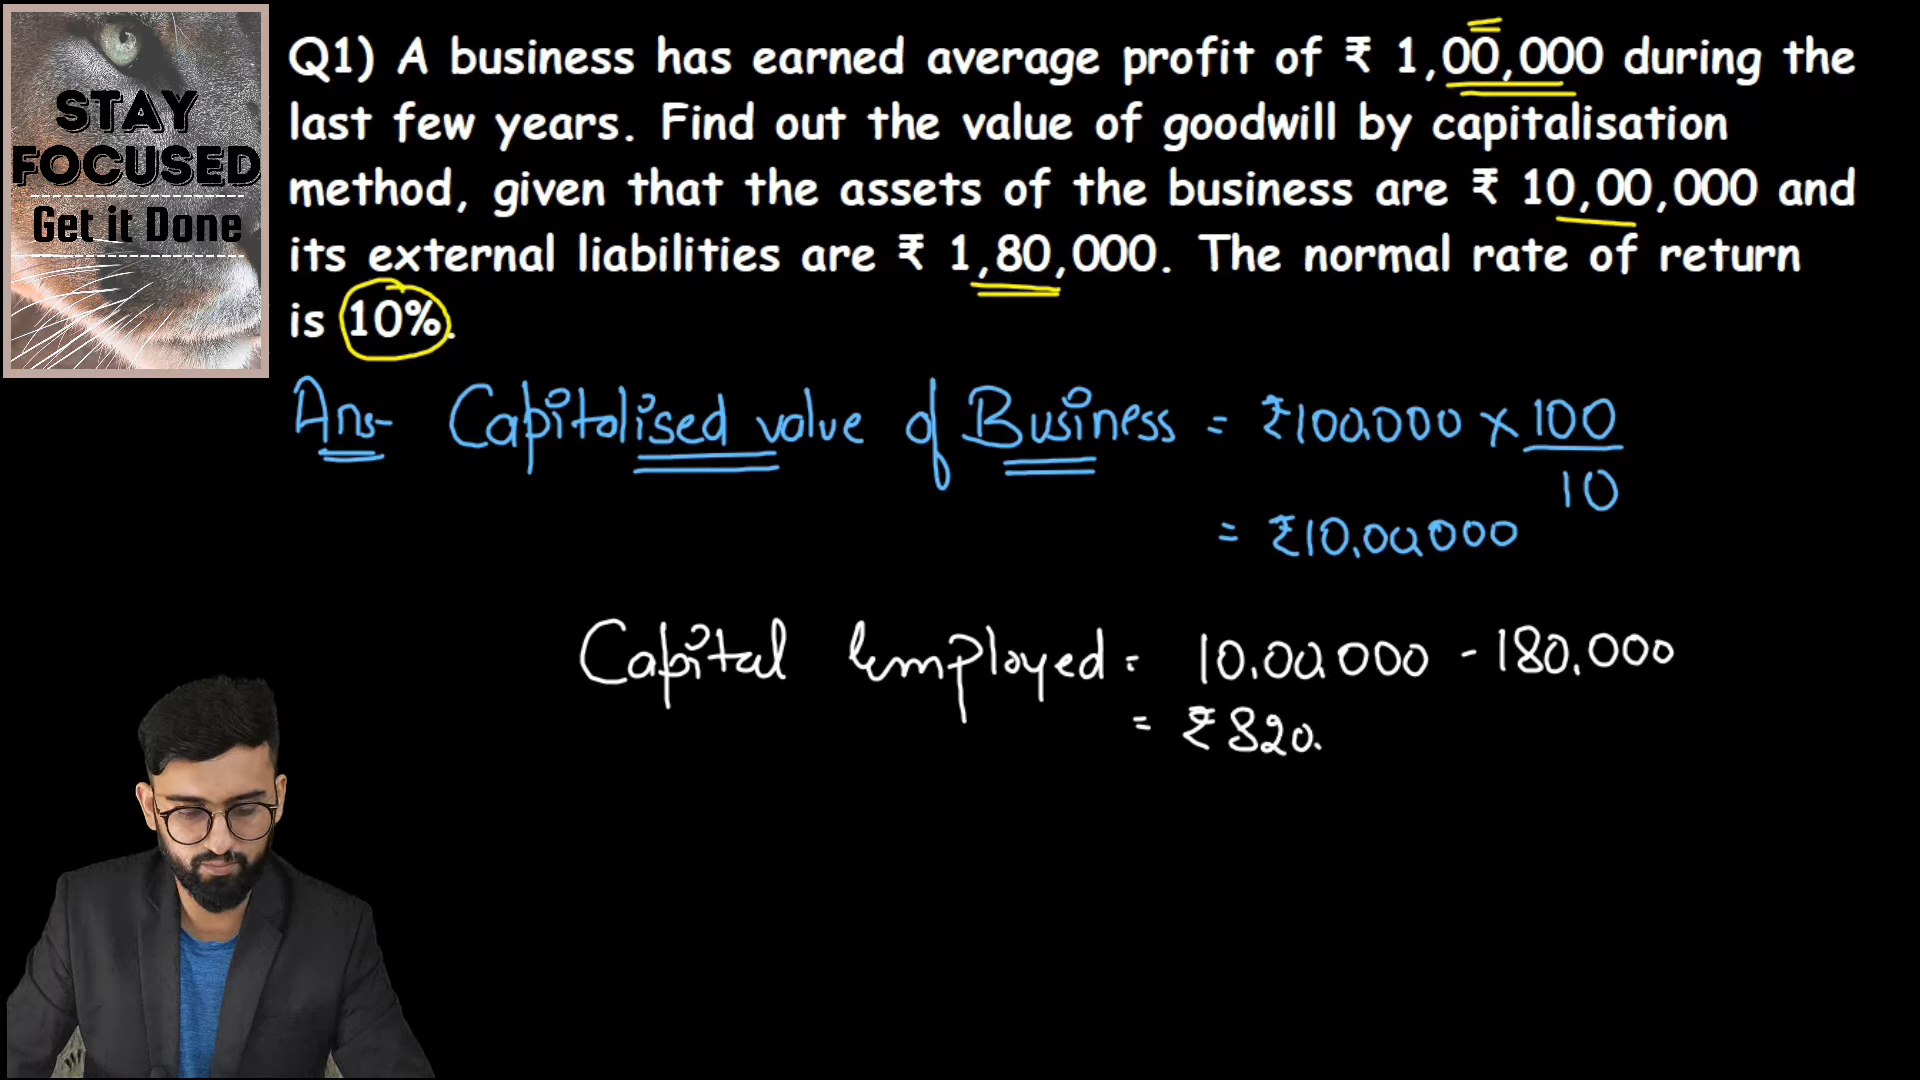 STAY
FOCUSED
Get it Done
Q1) A business has earned average profit of ₹ 1,00,000 during the
last few years. Find out the value of goodwill by capitalisation
method, given that the assets of the business are ₹ 10,00,000 and
its external liabilities are ₹ 1,80,000. The normal rate of return
is 10%.
Ans- Capitalised value of Business = ₹100,000 × 100
10
= ₹10,00,000
Capital Employed = 10,00,000 - 180,000
= ₹820,